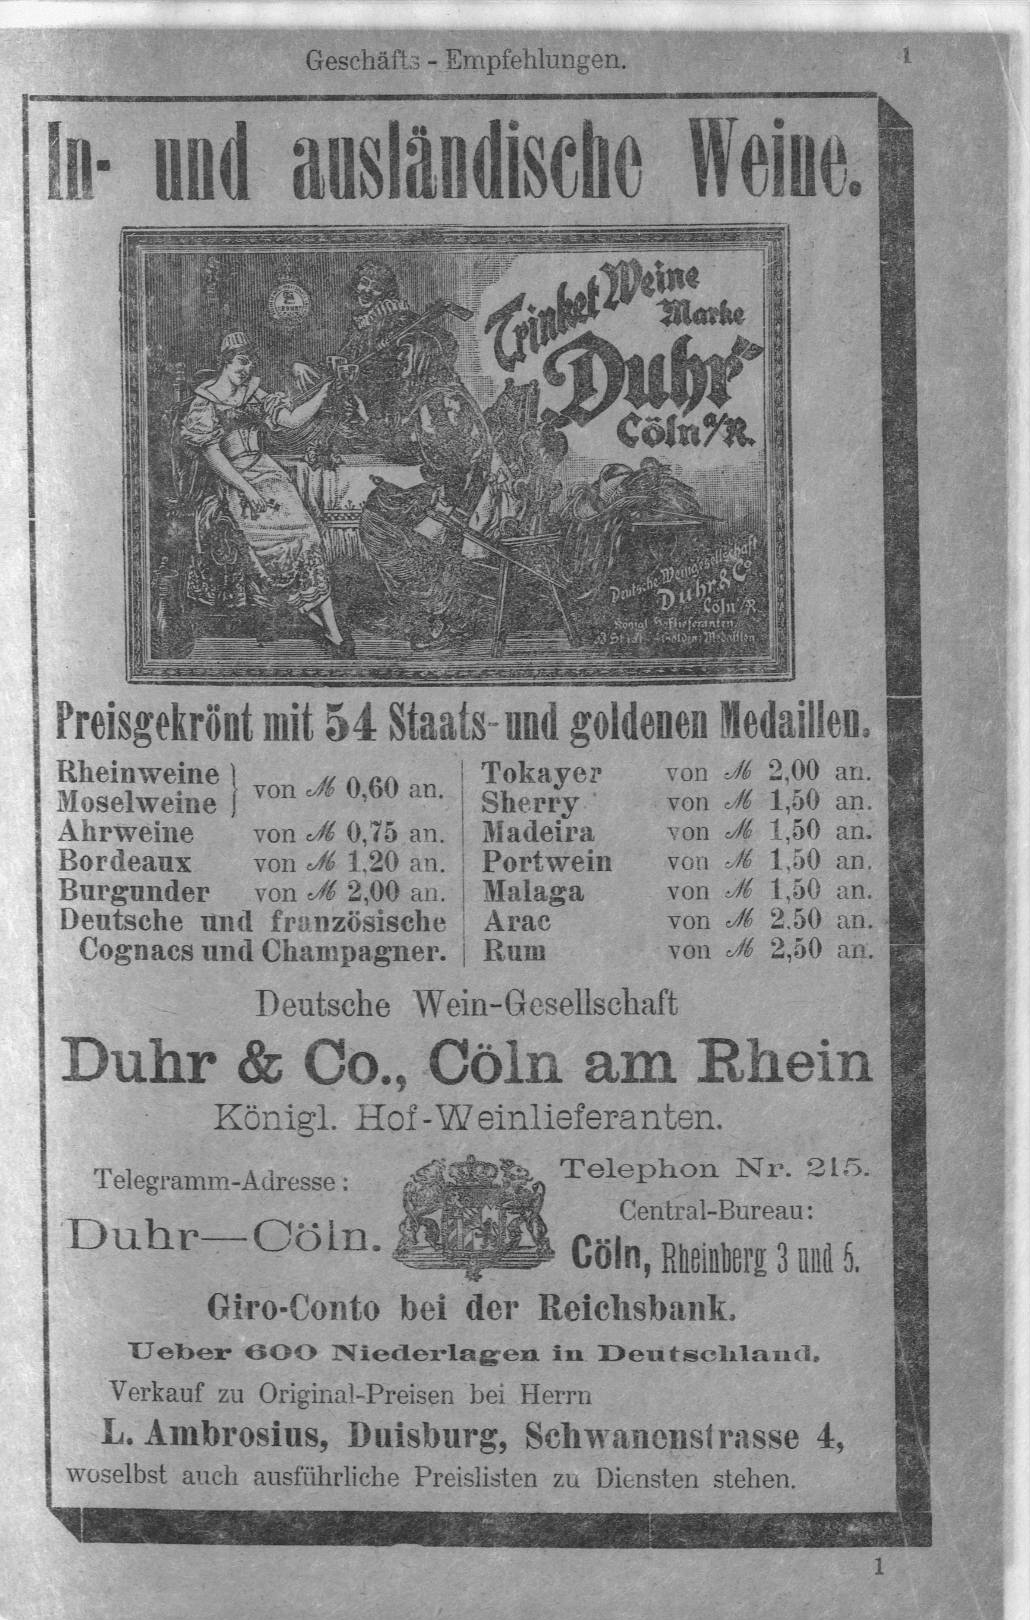 Geschäfts - Empfehlungen. 1
In- und ausländische Weine.
Trinket Weine
Marke
Duhr
Cöln a/R.
Deutsche Weingesellschaft
Duhr & Co
Cöln a/R.
Königl. Hoflieferanten.
Preisgekrönt mit 54 Staats- und goldenen Medaillen.
Rheinweine
Moselweine
von ℳ 0,60 an.
Ahrweine von ℳ 0,75 an.
Bordeaux von ℳ 1,20 an.
Burgunder von ℳ 2,00 an.
Deutsche und französische
Cognacs und Champagner.
Tokayer von ℳ 2,00 an.
Sherry von ℳ 1,50 an.
Madeira von ℳ 1,50 an.
Portwein von ℳ 1,50 an.
Malaga von ℳ 1,50 an.
Arac von ℳ 2,50 an.
Rum von ℳ 2,50 an.
Deutsche Wein-Gesellschaft
Duhr & Co., Cöln am Rhein
Königl. Hof-Weinlieferanten.
Telegramm-Adresse:
Duhr—Cöln.
Telephon Nr. 215.
Central-Bureau:
Cöln, Rheinberg 3 und 5.
Giro-Conto bei der Reichsbank.
Ueber 600 Niederlagen in Deutschland.
Verkauf zu Original-Preisen bei Herrn
L. Ambrosius, Duisburg, Schwanenstrasse 4,
woselbst auch ausführliche Preislisten zu Diensten stehen.
1